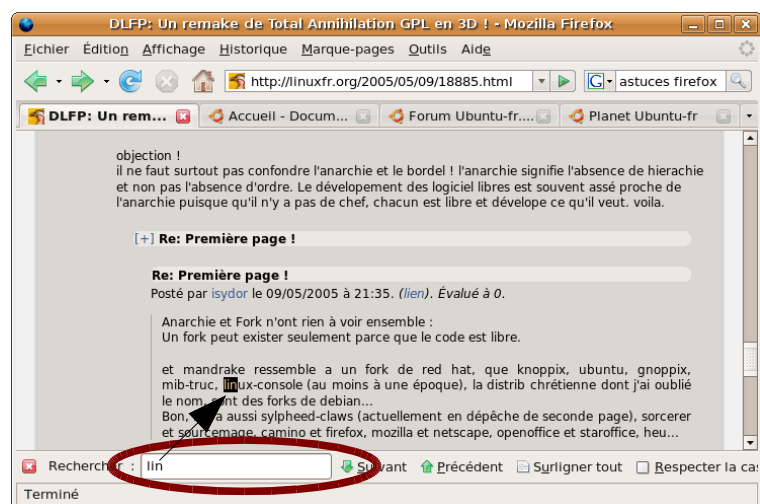 DLFP: Un remake de Total Annihilation GPL en 3D ! - Mozilla Firefox
Eichier Édition Affichage Historique Marque-pages Outils Aide
http://linuxfr.org/2005/05/09/18885.html G astuces firefox
DLFP: Un rem... Accueil - Docum... Forum Ubuntu-fr.... Planet Ubuntu-fr
objection !
il ne faut surtout pas confondre l'anarchie et le bordel ! l'anarchie signifie l'absence de hierachie
et non pas l'absence d'ordre. Le dévelopement des logiciel libres est souvent assé proche de
l'anarchie puisque qu'il n'y a pas de chef, chacun est libre et dévelope ce qu'il veut. voila.
[+] Re: Première page !
Re: Première page !
Posté par isydor le 09/05/2005 à 21:35. (lien). Évalué à 0.
Anarchie et Fork n'ont rien à voir ensemble :
Un fork peut exister seulement parce que le code est libre.
et mandrake ressemble a un fork de red hat, que knoppix, ubuntu, gnoppix,
mib-truc, linux-console (au moins à une époque), la distrib chrétienne dont j'ai oublié
le nom, sont des forks de debian...
Bon, a aussi sylpheed-claws (actuellement en dépêche de seconde page), sorcerer
et sourcemage, camino et firefox, mozilla et netscape, openoffice et staroffice, heu...
Rechercher : lin Suivant Précédent Surligner tout Respecter la cas
Terminé